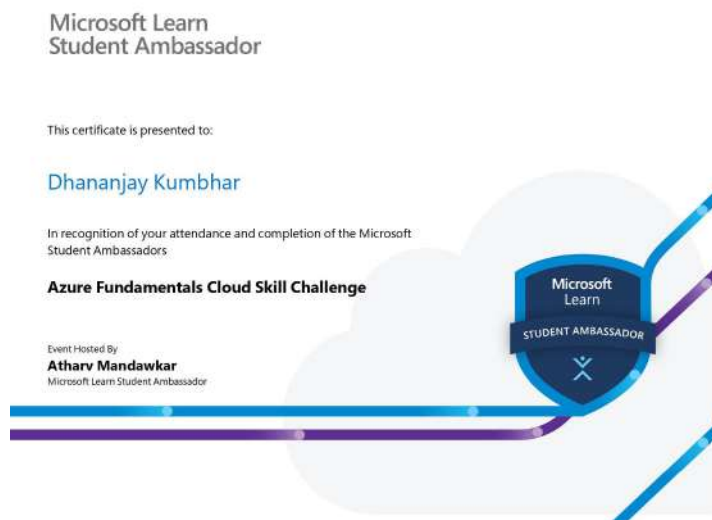 Microsoft Learn
Student Ambassador
This certificate is presented to:
Dhananjay Kumbhar
In recognition of your attendance and completion of the Microsoft
Student Ambassadors
Azure Fundamentals Cloud Skill Challenge
Event Hosted By
Atharv Mandawkar
Microsoft Learn Student Ambassador
Microsoft
Learn
STUDENT AMBASSADOR